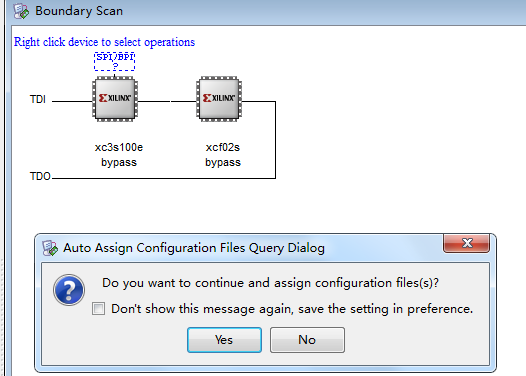 Boundary Scan
Right click device to select operations
SPI/BPI
?
TDI
XILINX
XILINX
xc3s100e
bypass
xcf02s
bypass
TDO
Auto Assign Configuration Files Query Dialog
Do you want to continue and assign configuration files(s)?
Don't show this message again, save the setting in preference.
Yes
No